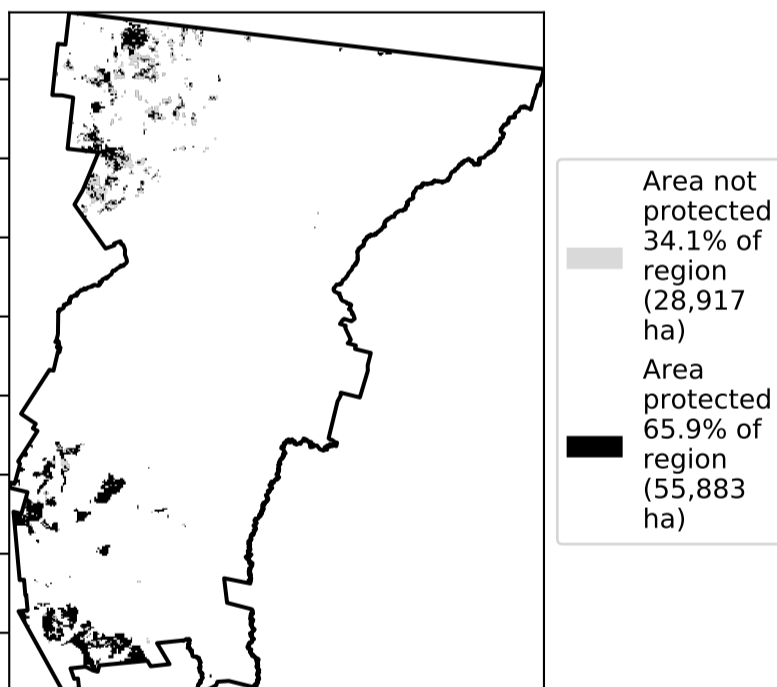 Area not
protected
34.1% of
region
(28,917
ha)
Area
protected
65.9% of
region
(55,883
ha)